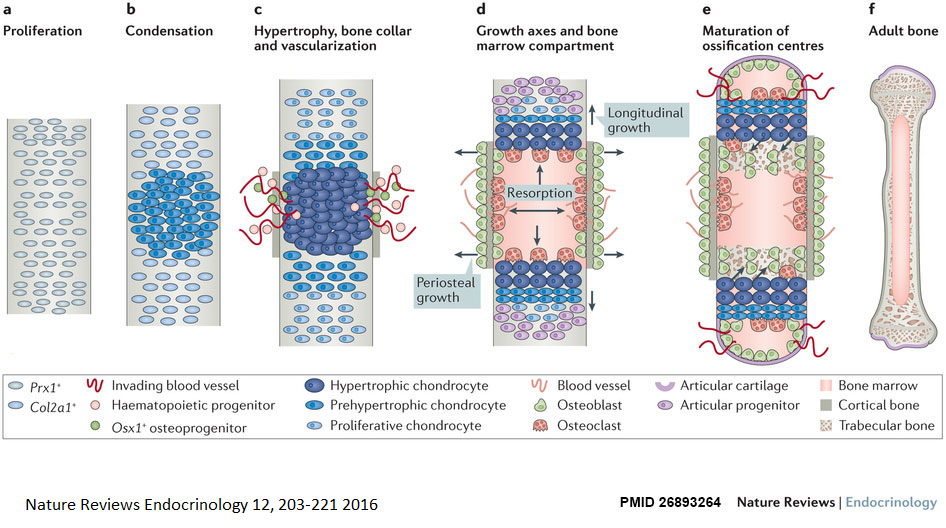 a
Proliferation
b
Condensation
c
Hypertrophy, bone collar
and vascularization
d
Growth axes and bone
marrow compartment
e
Maturation of
ossification centres
f
Adult bone
Longitudinal
growth
Resorption
Periosteal
growth
Prx1+
Col2a1+
Invading blood vessel
Haematopoietic progenitor
Osx1+ osteoprogenitor
Hypertrophic chondrocyte
Prehypertrophic chondrocyte
Proliferative chondrocyte
Blood vessel
Osteoblast
Osteoclast
Articular cartilage
Articular progenitor
Bone marrow
Cortical bone
Trabecular bone
Nature Reviews Endocrinology 12, 203-221 2016
PMID 26893264
Nature Reviews | Endocrinology